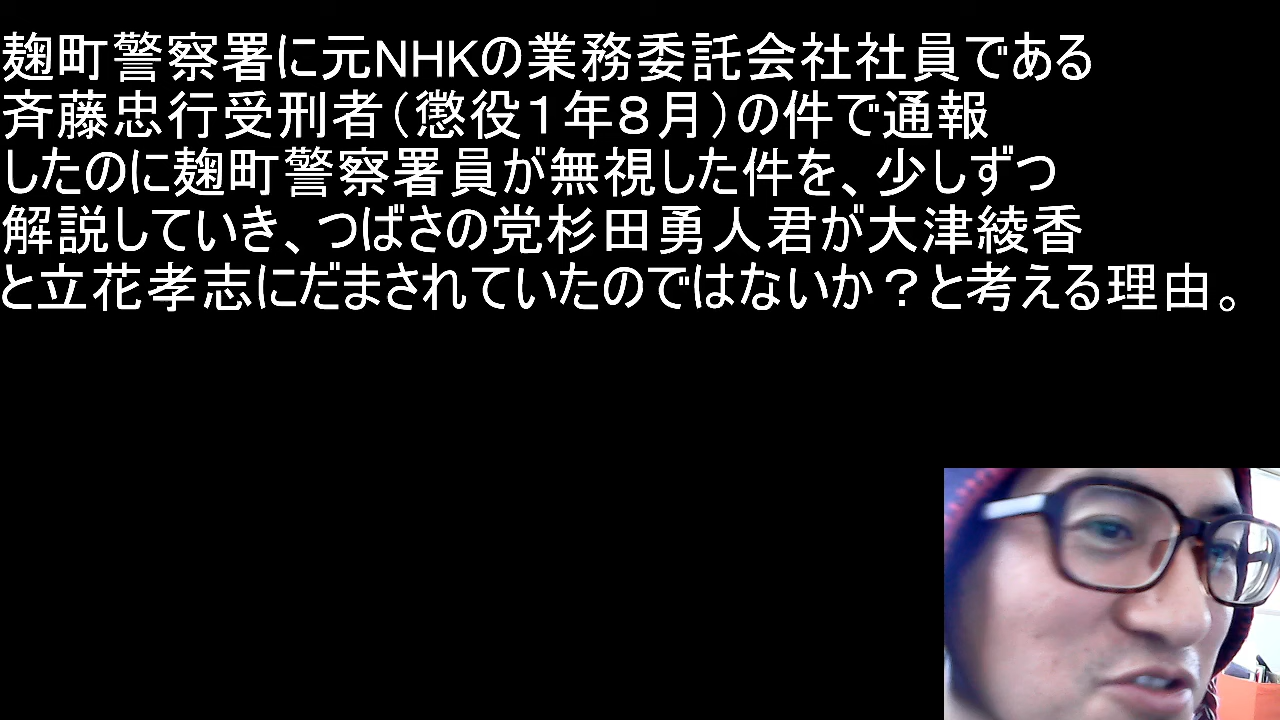 麹町警察署に元NHKの業務委託会社社員である
斉藤忠行受刑者（懲役１年８月）の件で通報
したのに麹町警察署員が無視した件を、少しずつ
解説していき、つばさの党杉田勇人君が大津綾香
と立花孝志にだまされていたのではないか？と考える理由。